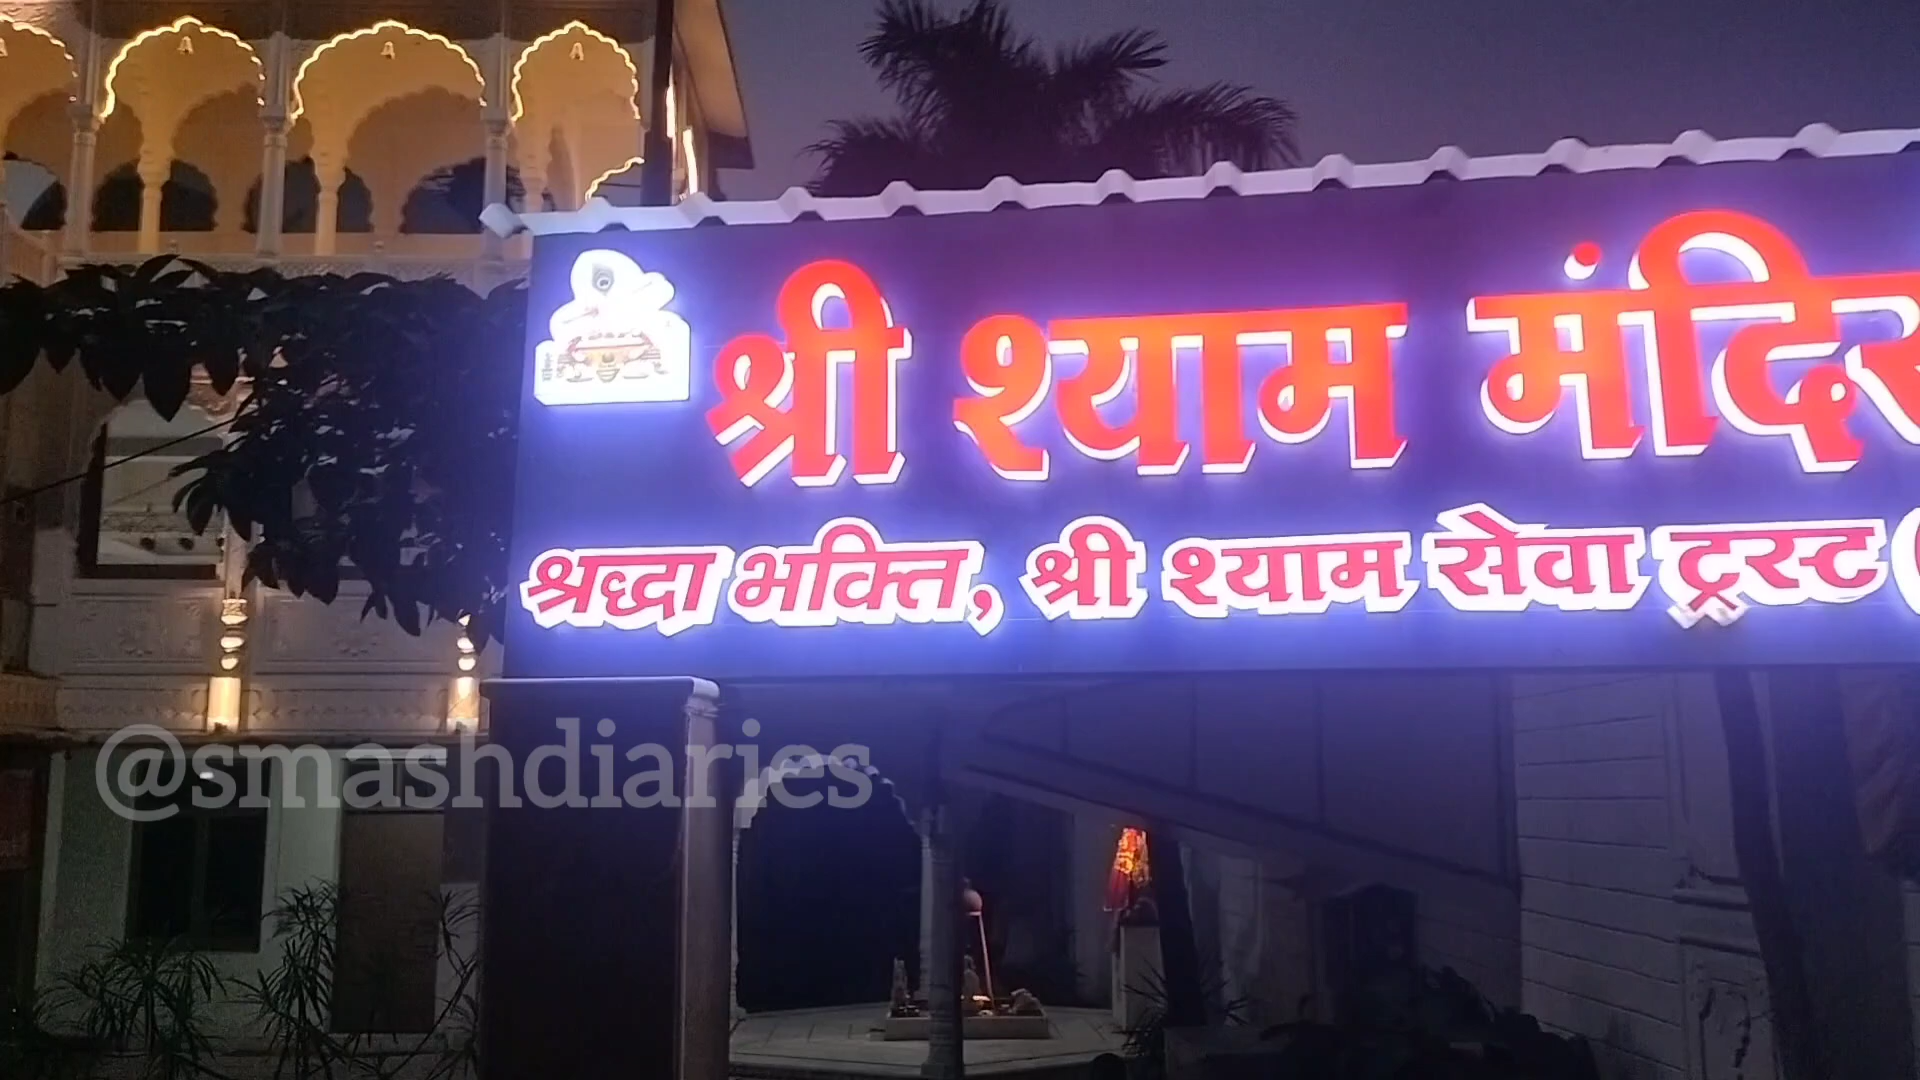 श्री श्याम मंदिर
श्रद्धा भक्ति, श्री श्याम सेवा ट्रस्ट (
@smashdiaries